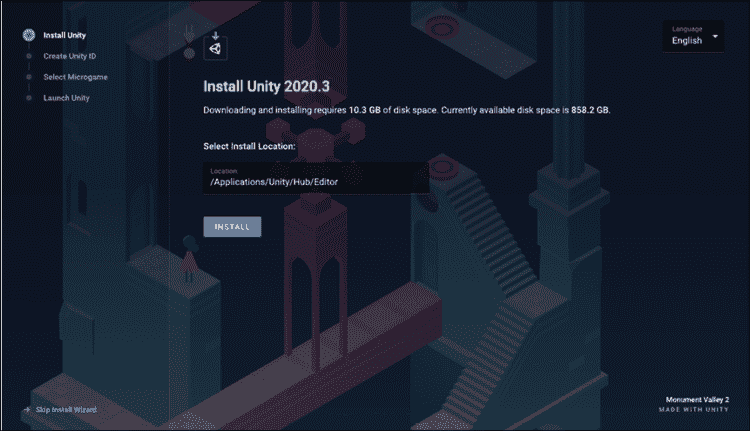 Install Unity
Create Unity ID
Select Microgame
Launch Unity
Language
English
Install Unity 2020.3
Downloading and installing requires 10.3 GB of disk space. Currently available disk space is 858.2 GB.
Select Install Location:
Location
/Applications/Unity/Hub/Editor
INSTALL
Skip Install Wizard
Monument Valley 2
MADE WITH UNITY